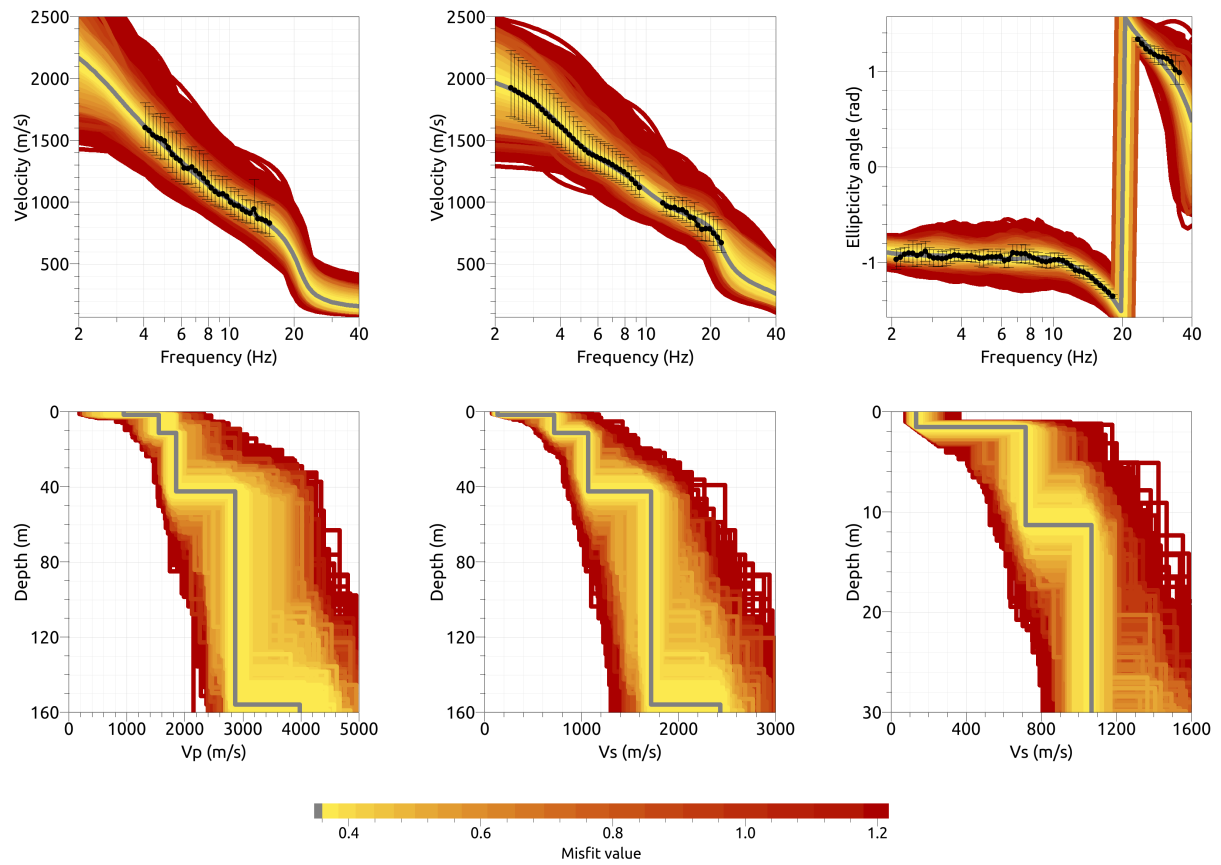 2500
2000
1500
1000
500
Velocity (m/s)
2 4 6 8 10 20 40
Frequency (Hz)
2500
2000
1500
1000
500
Velocity (m/s)
2 4 6 8 10 20 40
Frequency (Hz)
1
0
-1
Ellipticity angle (rad)
2 4 6 8 10 20 40
Frequency (Hz)
0
40
80
120
160
Depth (m)
0 1000 2000 3000 4000 5000
Vp (m/s)
0
40
80
120
160
Depth (m)
0 1000 2000 3000
Vs (m/s)
0
10
20
30
Depth (m)
0 400 800 1200 1600
Vs (m/s)
0.4 0.6 0.8 1.0 1.2
Misfit value